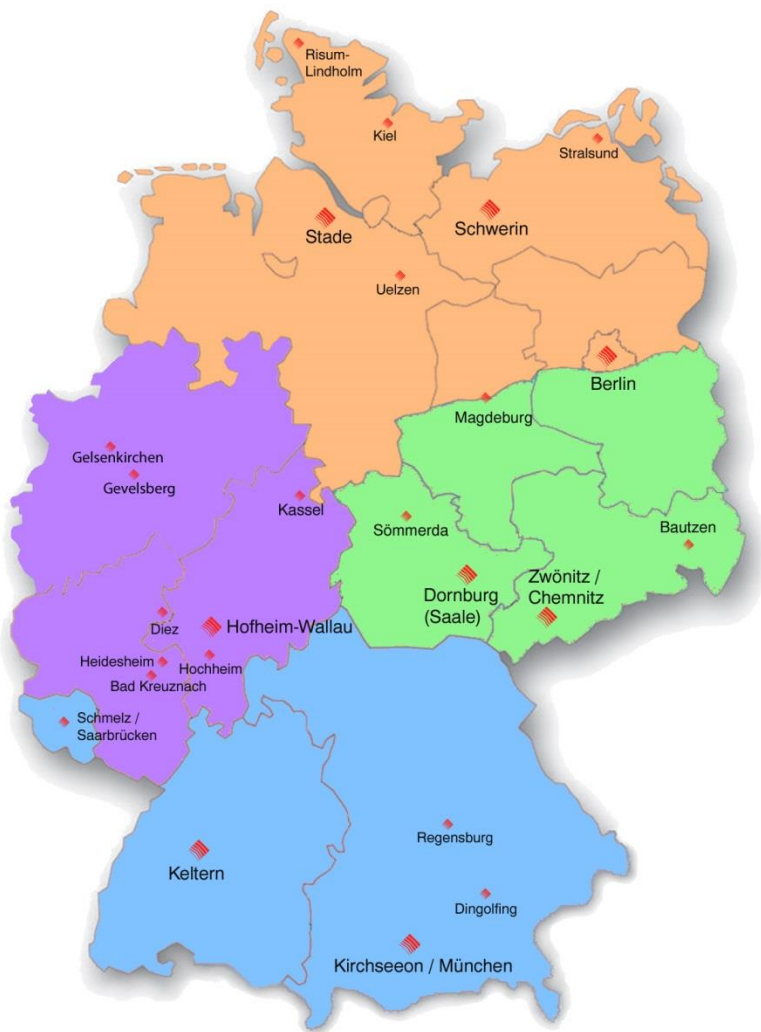 Risum-
Lindholm
Kiel
Stralsund
Stade
Schwerin
Uelzen
Berlin
Magdeburg
Gelsenkirchen
Gevelsberg
Kassel
Sömmerda
Bautzen
Dornburg
(Saale)
Zwönitz /
Chemnitz
Diez
Hofheim-Wallau
Heidesheim
Hochheim
Bad Kreuznach
Schmelz /
Saarbrücken
Regensburg
Keltern
Dingolfing
Kirchseeon / München